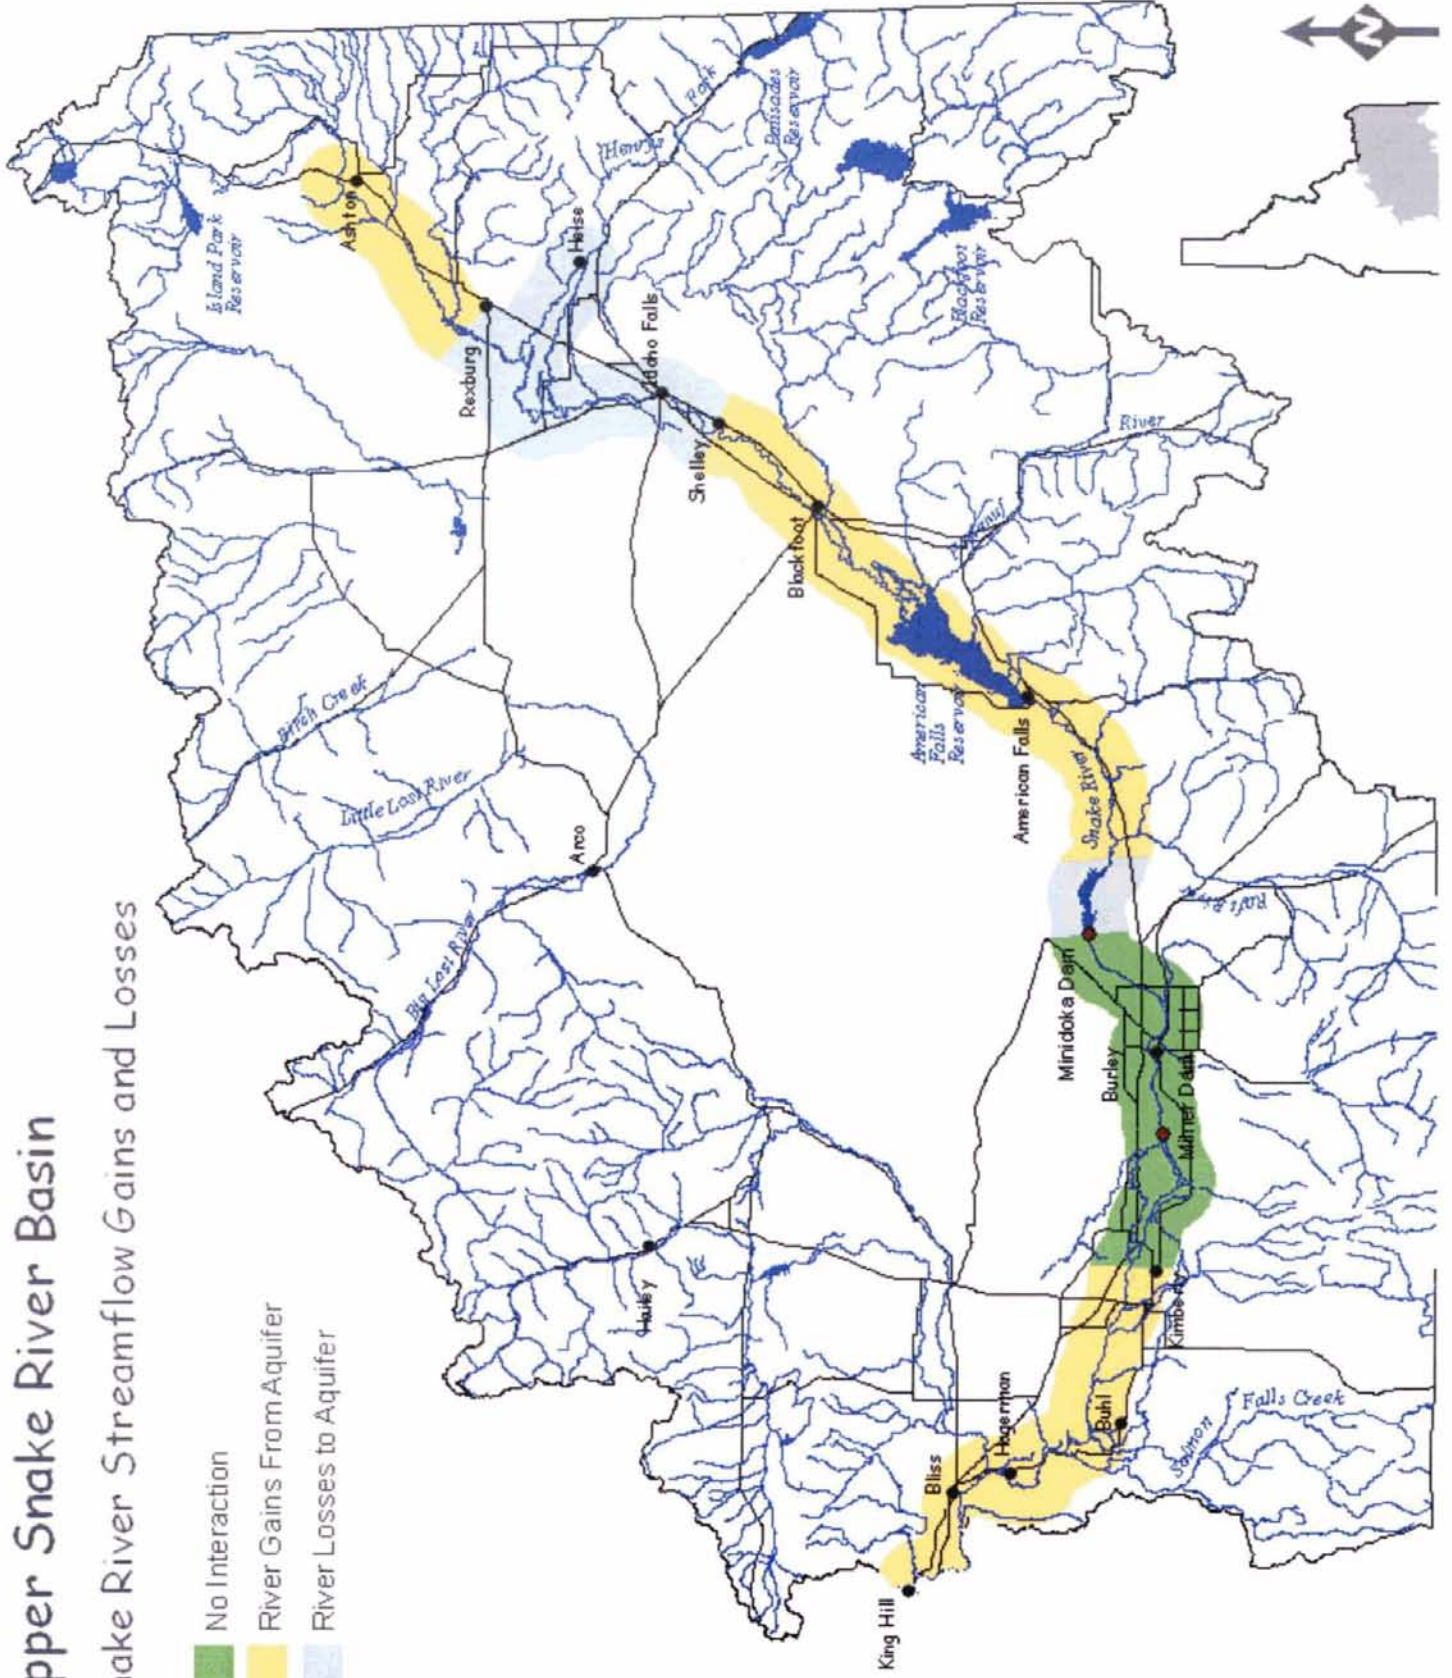 pper Snake River Basin
nake River Streamflow Gains and Losses
No Interaction
River Gains From Aquifer
River Losses to Aquifer
Island Park
Reservoir
Ashton
Rexburg
Heise
Henrys
Fork
Palisades
Reservoir
Idaho Falls
Shelley
Blackfoot
Blackfoot
Reservoir
River
American
Falls
Reservoir
American Falls
Snake River
Birch Creek
Little Lost River
Big Lost River
Arco
Hailey
Minidoka Dam
Raft River
Burley
Milner Dam
Kimberly
Buhl
Hagerman
Bliss
King Hill
Salmon
Falls Creek
N